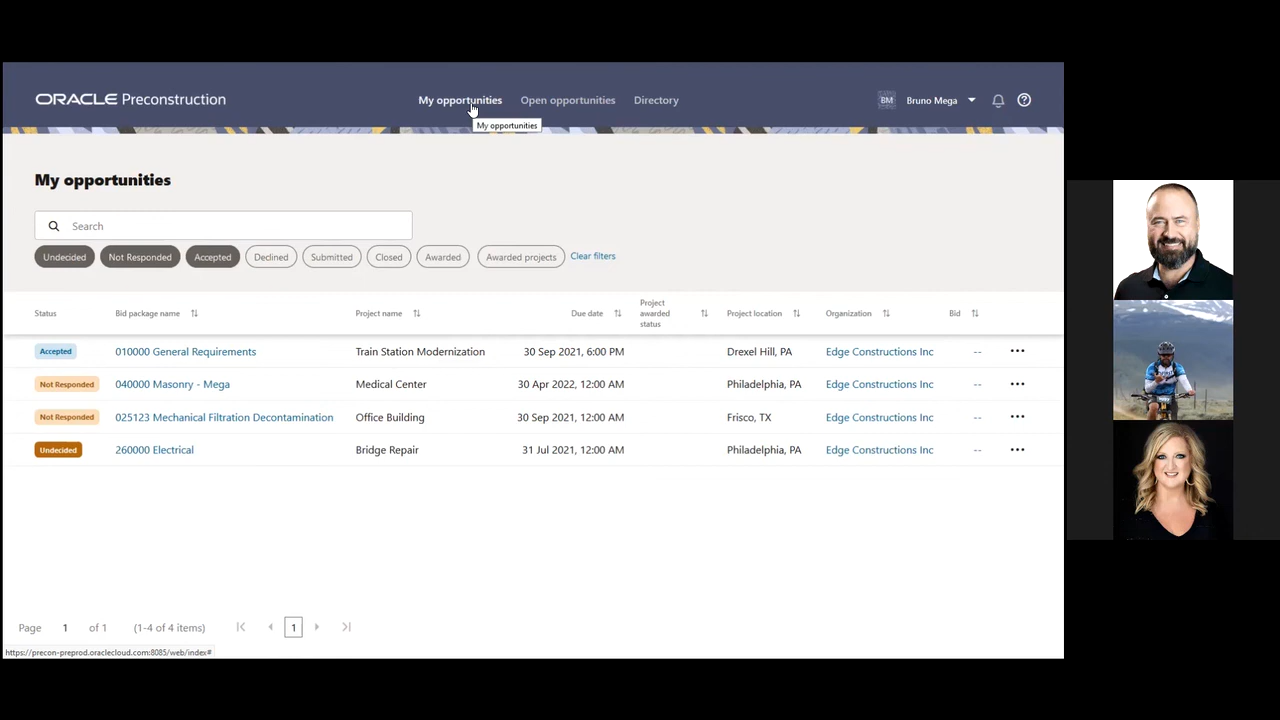 ORACLE Preconstruction
My opportunities Open opportunities Directory
BM Bruno Mega
My opportunities
My opportunities
Search
Undecided Not Responded Accepted Declined Submitted Closed Awarded Awarded projects Clear filters
Status Bid package name Project name Due date Project awarded status Project location Organization Bid
Accepted 010000 General Requirements Train Station Modernization 30 Sep 2021, 6:00 PM Drexel Hill, PA Edge Constructions Inc -- •••
Not Responded 040000 Masonry - Mega Medical Center 30 Apr 2022, 12:00 AM Philadelphia, PA Edge Constructions Inc -- •••
Not Responded 025123 Mechanical Filtration Decontamination Office Building 30 Sep 2021, 12:00 AM Frisco, TX Edge Constructions Inc -- •••
Undecided 260000 Electrical Bridge Repair 31 Jul 2021, 12:00 AM Philadelphia, PA Edge Constructions Inc -- •••
Page 1 of 1 (1-4 of 4 items) 1
https://precon-preprod.oraclecloud.com:8085/web/index#